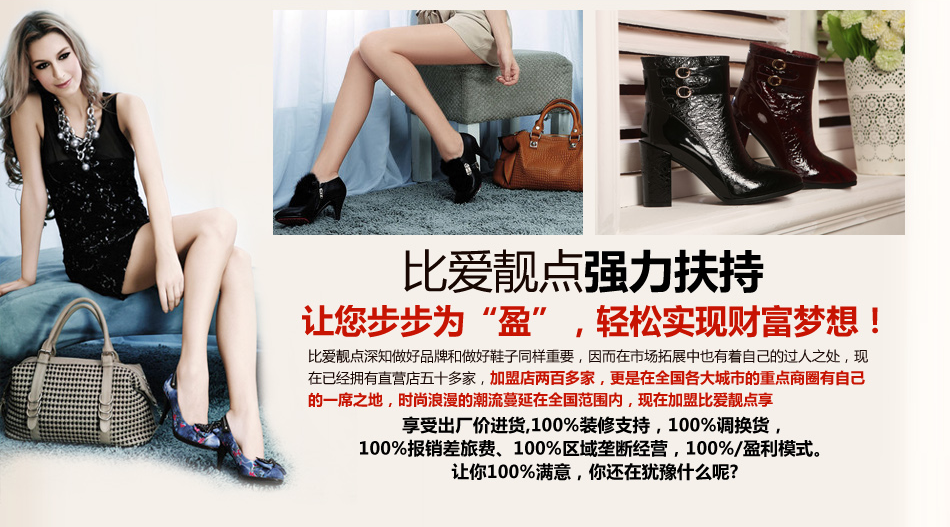 比爱靓点强力扶持
让您步步为“盈”，轻松实现财富梦想！
比爱靓点深知做好品牌和做好鞋子同样重要，因而在市场拓展中也有着自己的过人之处，现
在已经拥有直营店五十多家，加盟店两百多家，更是在全国各大城市的重点商圈有自己
的一席之地，时尚浪漫的潮流蔓延在全国范围内，现在加盟比爱靓点享
享受出厂价进货,100%装修支持，100%调换货，
100%报销差旅费、100%区域垄断经营，100%/盈利模式。
让你100%满意，你还在犹豫什么呢?